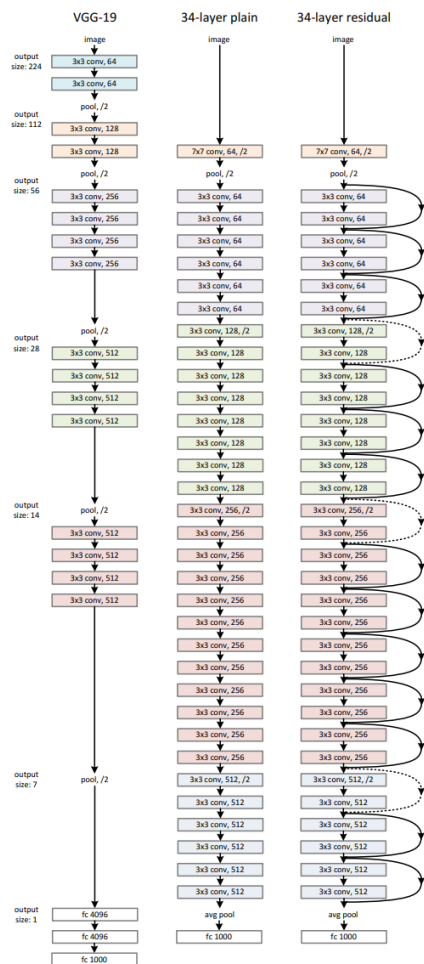 output
size: 224
output
size: 112
output
size: 56
output
size: 28
output
size: 14
output
size: 7
output
size: 1
VGG-19
image
3x3 conv, 64
3x3 conv, 64
pool, /2
3x3 conv, 128
3x3 conv, 128
pool, /2
3x3 conv, 256
3x3 conv, 256
3x3 conv, 256
3x3 conv, 256
pool, /2
3x3 conv, 512
3x3 conv, 512
3x3 conv, 512
3x3 conv, 512
pool, /2
3x3 conv, 512
3x3 conv, 512
3x3 conv, 512
3x3 conv, 512
pool, /2
fc 4096
fc 4096
fc 1000
34-layer plain
image
7x7 conv, 64, /2
pool, /2
3x3 conv, 64
3x3 conv, 64
3x3 conv, 64
3x3 conv, 64
3x3 conv, 64
3x3 conv, 64
3x3 conv, 128, /2
3x3 conv, 128
3x3 conv, 128
3x3 conv, 128
3x3 conv, 128
3x3 conv, 128
3x3 conv, 128
3x3 conv, 128
3x3 conv, 256, /2
3x3 conv, 256
3x3 conv, 256
3x3 conv, 256
3x3 conv, 256
3x3 conv, 256
3x3 conv, 256
3x3 conv, 256
3x3 conv, 256
3x3 conv, 256
3x3 conv, 256
3x3 conv, 256
3x3 conv, 512, /2
3x3 conv, 512
3x3 conv, 512
3x3 conv, 512
3x3 conv, 512
3x3 conv, 512
avg pool
fc 1000
34-layer residual
image
7x7 conv, 64, /2
pool, /2
3x3 conv, 64
3x3 conv, 64
3x3 conv, 64
3x3 conv, 64
3x3 conv, 64
3x3 conv, 64
3x3 conv, 128, /2
3x3 conv, 128
3x3 conv, 128
3x3 conv, 128
3x3 conv, 128
3x3 conv, 128
3x3 conv, 128
3x3 conv, 128
3x3 conv, 256, /2
3x3 conv, 256
3x3 conv, 256
3x3 conv, 256
3x3 conv, 256
3x3 conv, 256
3x3 conv, 256
3x3 conv, 256
3x3 conv, 256
3x3 conv, 256
3x3 conv, 256
3x3 conv, 256
3x3 conv, 512, /2
3x3 conv, 512
3x3 conv, 512
3x3 conv, 512
3x3 conv, 512
3x3 conv, 512
avg pool
fc 1000